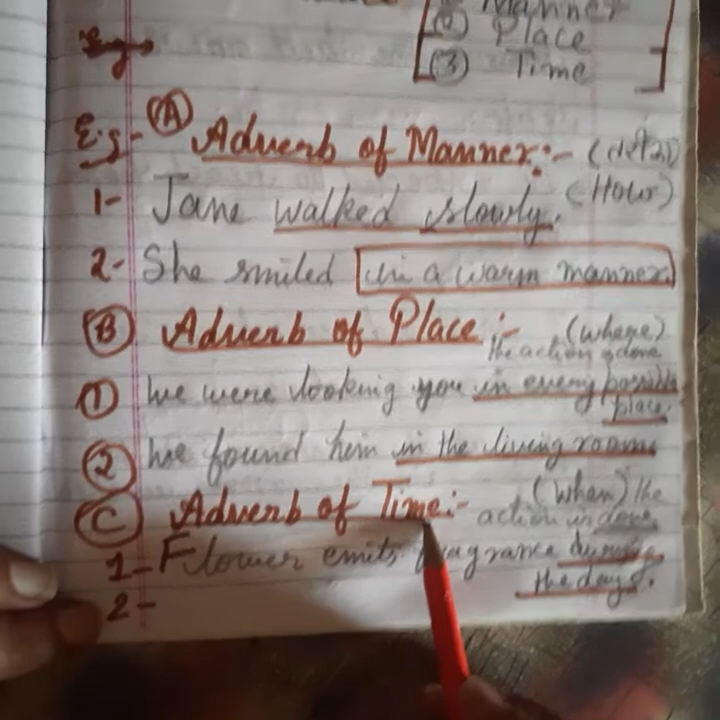 Manner
(2) Place
(3) Time
Eg
E.g- (A) Adverb of Manner:-
1- Jane walked slowly. (How)
2- She smiled in a warm manner.
(B) Adverb of Place:- (where)
the action is done
(1) We were looking you in every possible
place.
(2) We found him in the living room
(C) Adverb of Time:- (When) the
action is done
1- Flower emits fragrance during
the days.
2-